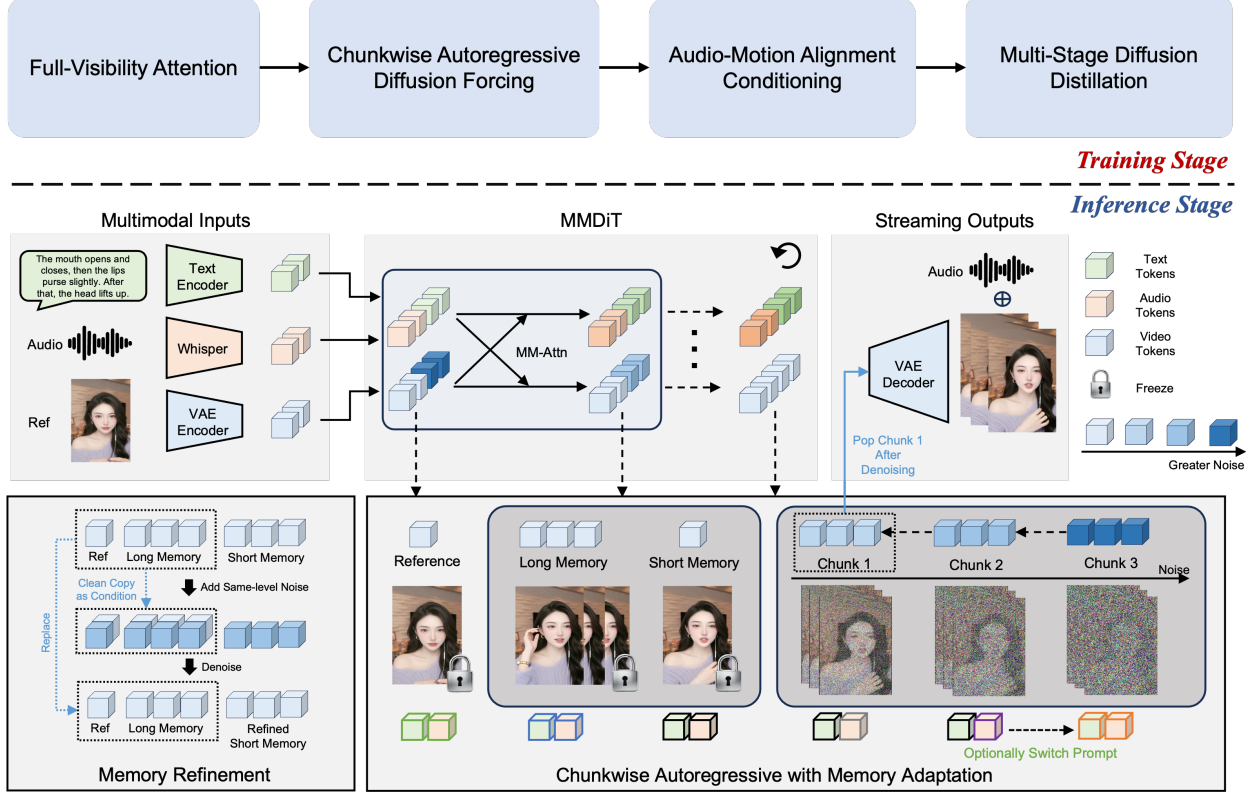 Full-Visibility Attention
Chunkwise Autoregressive
Diffusion Forcing
Audio-Motion Alignment
Conditioning
Multi-Stage Diffusion
Distillation
Training Stage
Inference Stage
Multimodal Inputs
The mouth opens and
closes, then the lips
purse slightly. After
that, the head lifts up.
Text
Encoder
Audio
Whisper
Ref
VAE
Encoder
MMDiT
MM-Attn
Streaming Outputs
Audio
VAE
Decoder
Pop Chunk 1
After
Denoising
Text
Tokens
Audio
Tokens
Video
Tokens
Freeze
Greater Noise
Ref
Long Memory
Short Memory
Clean Copy
as Condition
Add Same-level Noise
Replace
Denoise
Ref
Long Memory
Refined
Short Memory
Memory Refinement
Reference
Long Memory
Short Memory
Chunk 1
Chunk 2
Chunk 3
Noise
Optionally Switch Prompt
Chunkwise Autoregressive with Memory Adaptation